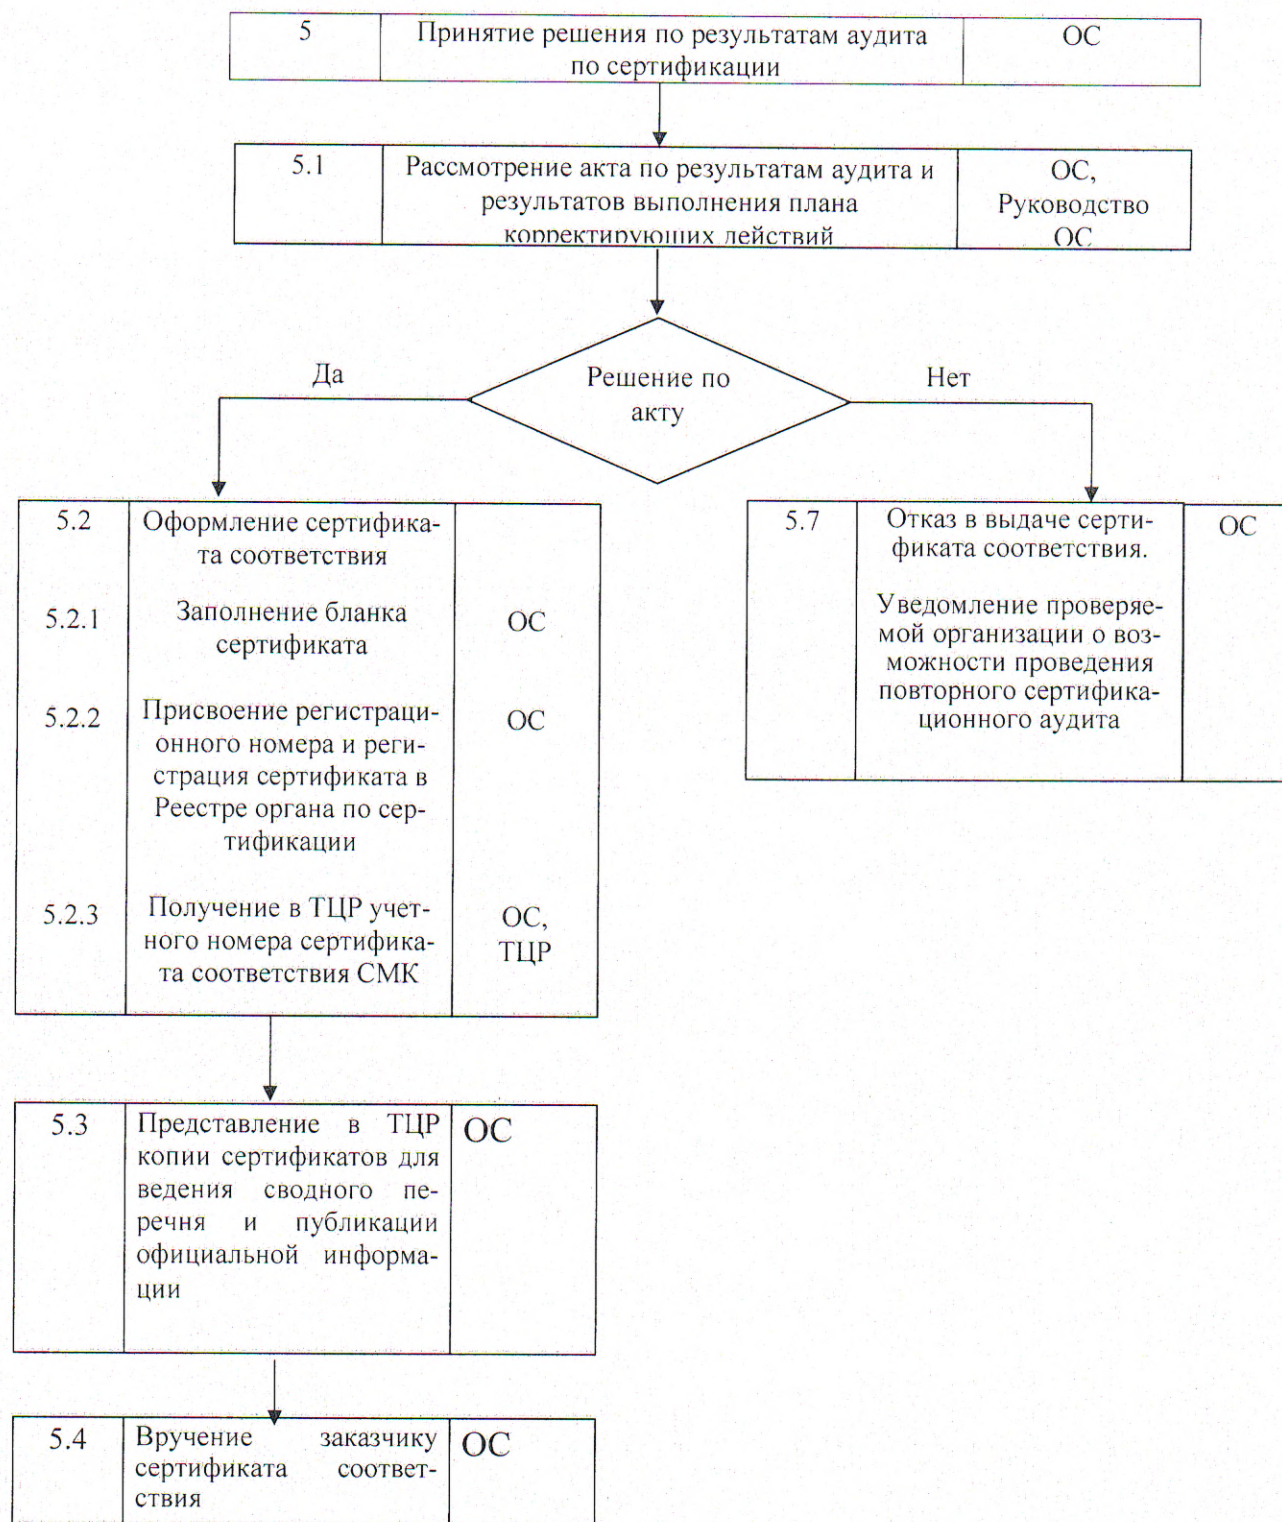 5
Принятие решения по результатам аудита
по сертификации
ОС
5.1
Рассмотрение акта по результатам аудита и
результатов выполнения плана
корректирующих действий
ОС,
Руководство
ОС
Решение по
акту
Да
Нет
5.2
Оформление сертифика-
та соответствия
5.2.1
Заполнение бланка
сертификата
ОС
5.2.2
Присвоение регистраци-
онного номера и реги-
страция сертификата в
Реестре органа по сер-
тификации
ОС
5.2.3
Получение в ТЦР учет-
ного номера сертифика-
та соответствия СМК
ОС,
ТЦР
5.7
Отказ в выдаче серти-
фиката соответствия.
Уведомление проверяе-
мой организации о воз-
можности проведения
повторного сертифика-
ционного аудита
ОС
5.3
Представление в ТЦР
копии сертификатов для
ведения сводного пе-
речня и публикации
официальной информа-
ции
ОС
5.4
Вручение заказчику
сертификата соответ-
ствия
ОС